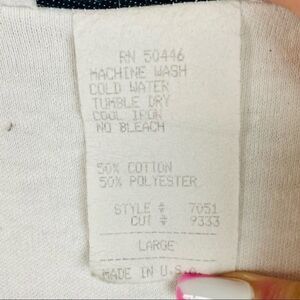 RN 50446
MACHINE WASH
COLD WATER
TUMBLE DRY
COOL IRON
NO BLEACH
50% COTTON
50% POLYESTER
STYLE # 7051
CUT # 9333
LARGE
MADE IN U.S.A.